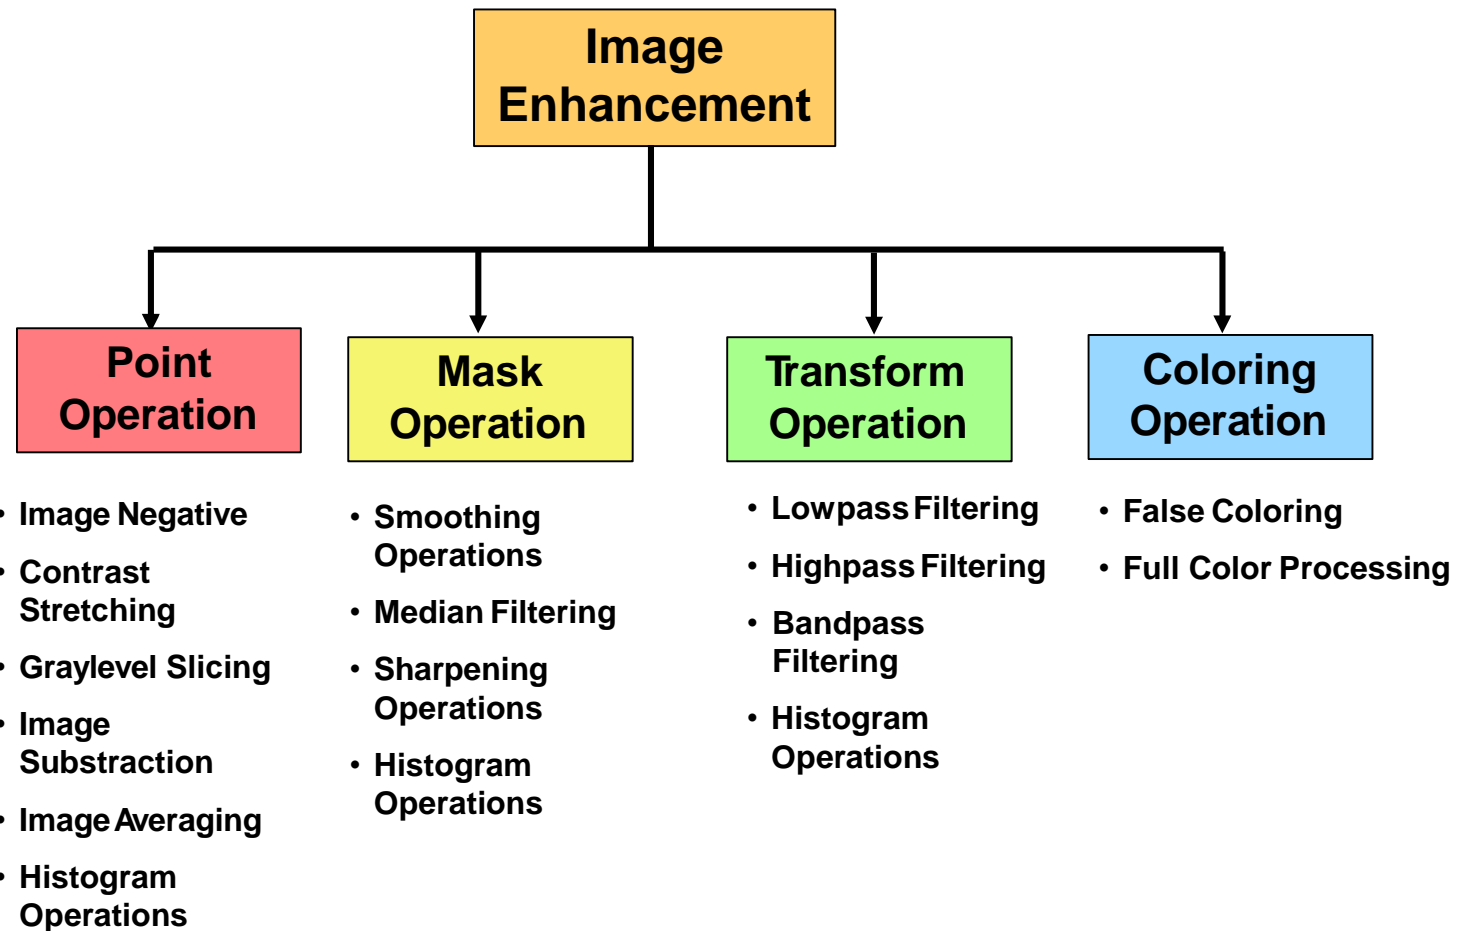 Image
Enhancement
Point
Operation
• Image Negative
• Contrast
Stretching
• Graylevel Slicing
• Image
Substraction
• Image Averaging
• Histogram
Operations
Mask
Operation
• Smoothing
Operations
• Median Filtering
• Sharpening
Operations
• Histogram
Operations
Transform
Operation
• Lowpass Filtering
• Highpass Filtering
• Bandpass
Filtering
• Histogram
Operations
Coloring
Operation
• False Coloring
• Full Color Processing